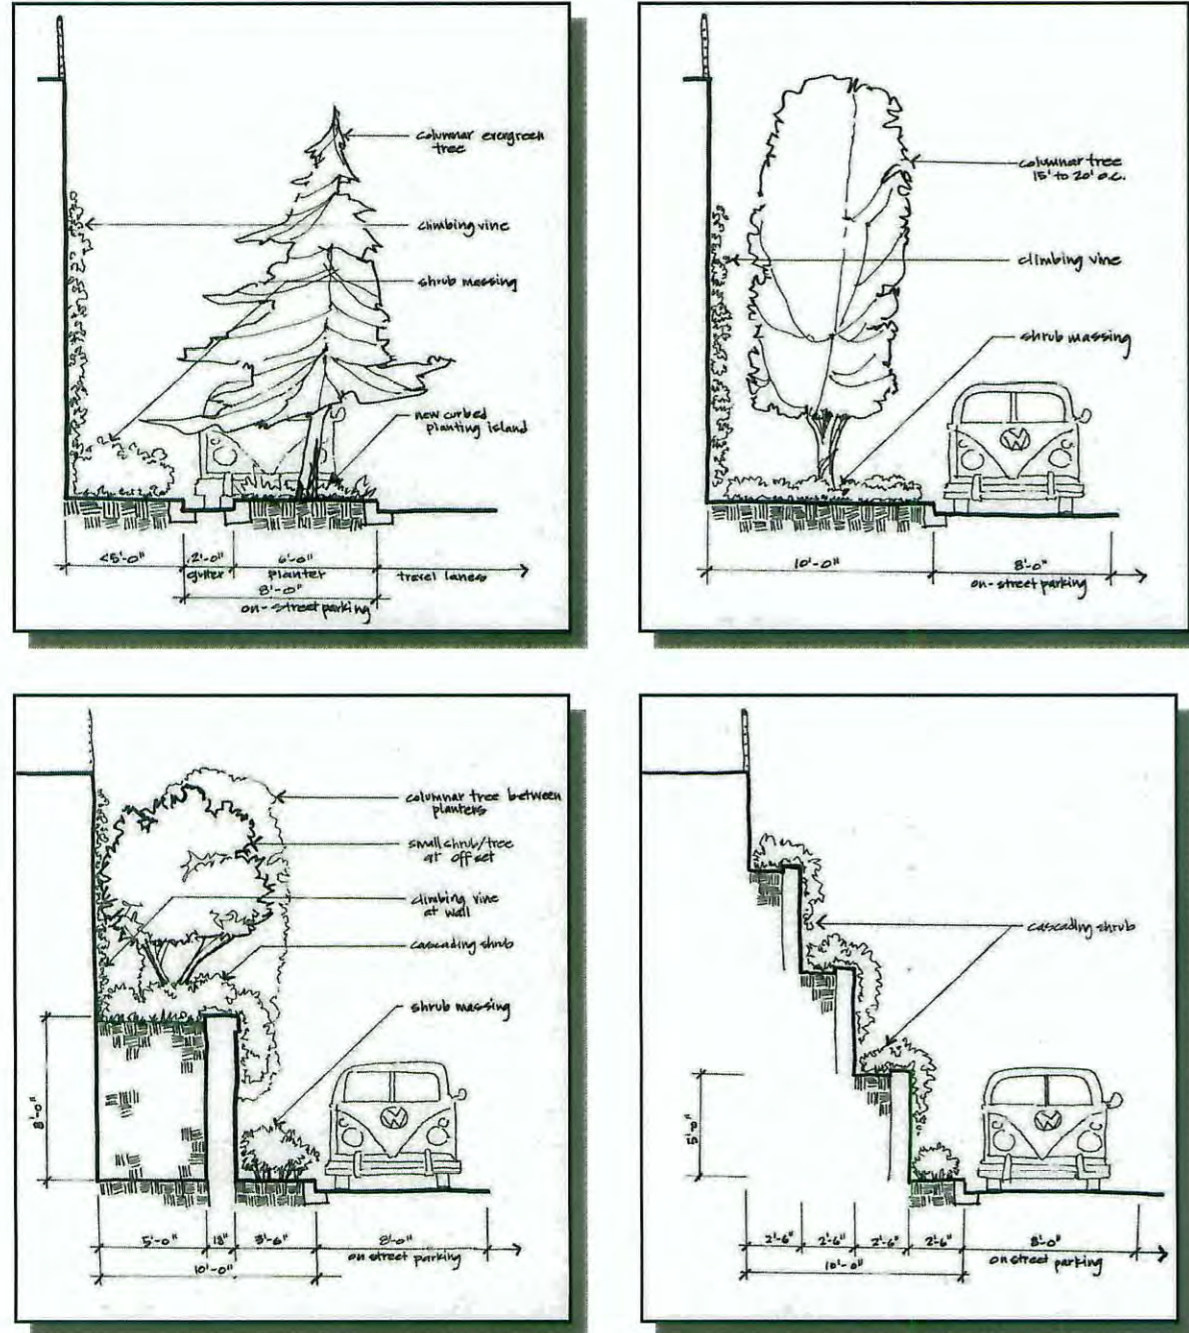 columnar evergreen
tree
climbing vine
shrub massing
new curbed
planting island
<5'-0"
2'-0"
6'-0"
gutter
planter
travel lanes
8'-0"
on-street parking
columnar tree
15' to 20' o.c.
climbing vine
shrub massing
VW
10'-0"
8'-0"
on-street parking
columnar tree between
planters
small shrub/tree
at offset
climbing vine
at wall
cascading shrub
shrub massing
VW
8'-0"
5'-0"
18"
3'-6"
8'-0"
on street parking
10'-0"
cascading shrub
VW
5'-0"
2'-6"
2'-6"
2'-6"
2'-6"
8'-0"
on street parking
10'-0"